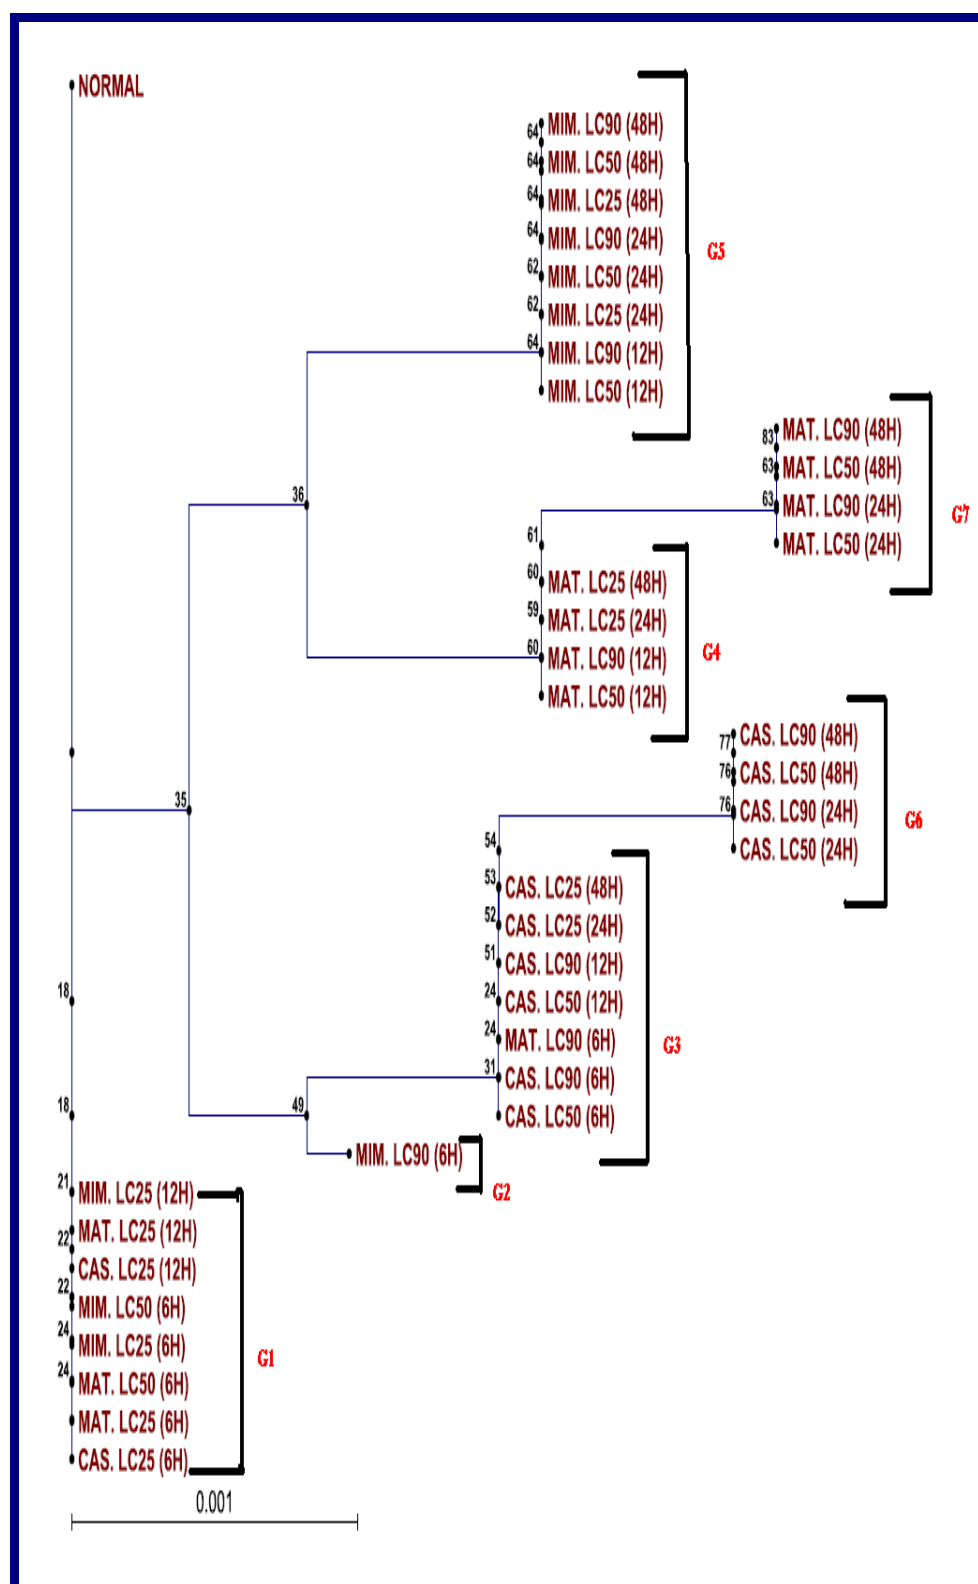 NORMAL
64 MIM. LC90 (48H)
64 MIM. LC50 (48H)
64 MIM. LC25 (48H)
64 MIM. LC90 (24H)
G5
62 MIM. LC50 (24H)
62 MIM. LC25 (24H)
64 MIM. LC90 (12H)
MIM. LC50 (12H)
83 MAT. LC90 (48H)
63 MAT. LC50 (48H)
36
63 MAT. LC90 (24H)
G7
61 MAT. LC50 (24H)
60 MAT. LC25 (48H)
59 MAT. LC25 (24H)
60 MAT. LC90 (12H)
G4
MAT. LC50 (12H)
77 CAS. LC90 (48H)
76 CAS. LC50 (48H)
35
76 CAS. LC90 (24H)
G6
54 CAS. LC50 (24H)
53 CAS. LC25 (48H)
52 CAS. LC25 (24H)
51 CAS. LC90 (12H)
18
24 CAS. LC50 (12H)
24 MAT. LC90 (6H)
G3
31 CAS. LC90 (6H)
18
49
CAS. LC50 (6H)
MIM. LC90 (6H)
G2
21 MIM. LC25 (12H)
22 MAT. LC25 (12H)
CAS. LC25 (12H)
22 MIM. LC50 (6H)
24 MIM. LC25 (6H)
G1
24 MAT. LC50 (6H)
MAT. LC25 (6H)
CAS. LC25 (6H)
0.001